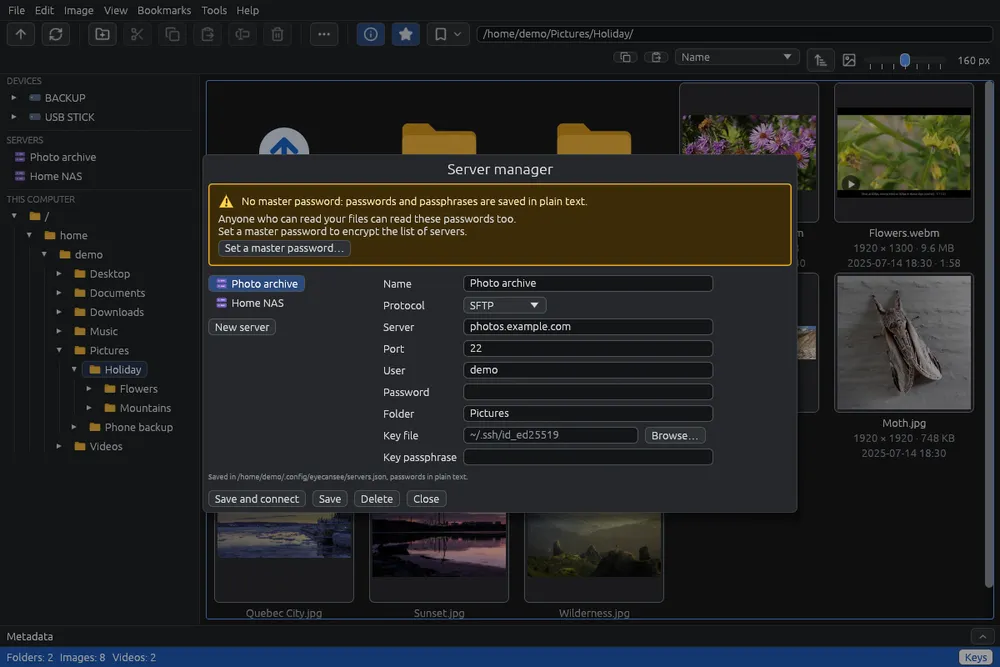 File Edit Image View Bookmarks Tools Help
/home/demo/Pictures/Holiday/
Name
160 px
DEVICES
BACKUP
USB STICK
SERVERS
Photo archive
Home NAS
THIS COMPUTER
/
home
demo
Desktop
Documents
Downloads
Music
Pictures
Holiday
Flowers
Mountains
Phone backup
Videos
Flowers.webm
1920 × 1300 · 9.6 MB
2025-07-14 18:30 · 1:58
Moth.jpg
1920 × 1920 · 748 KB
2025-07-14 18:30
Server manager
No master password: passwords and passphrases are saved in plain text.
Anyone who can read your files can read these passwords too.
Set a master password to encrypt the list of servers.
Set a master password...
Photo archive
Home NAS
New server
Name Photo archive
Protocol SFTP
Server photos.example.com
Port 22
User demo
Password
Folder Pictures
Key file ~/.ssh/id_ed25519 Browse...
Key passphrase
Saved in /home/demo/.config/eyecansee/servers.json, passwords in plain text.
Save and connect Save Delete Close
Quebec City.jpg
Sunset.jpg
Wilderness.jpg
Metadata
Folders: 2 Images: 8 Videos: 2
Keys